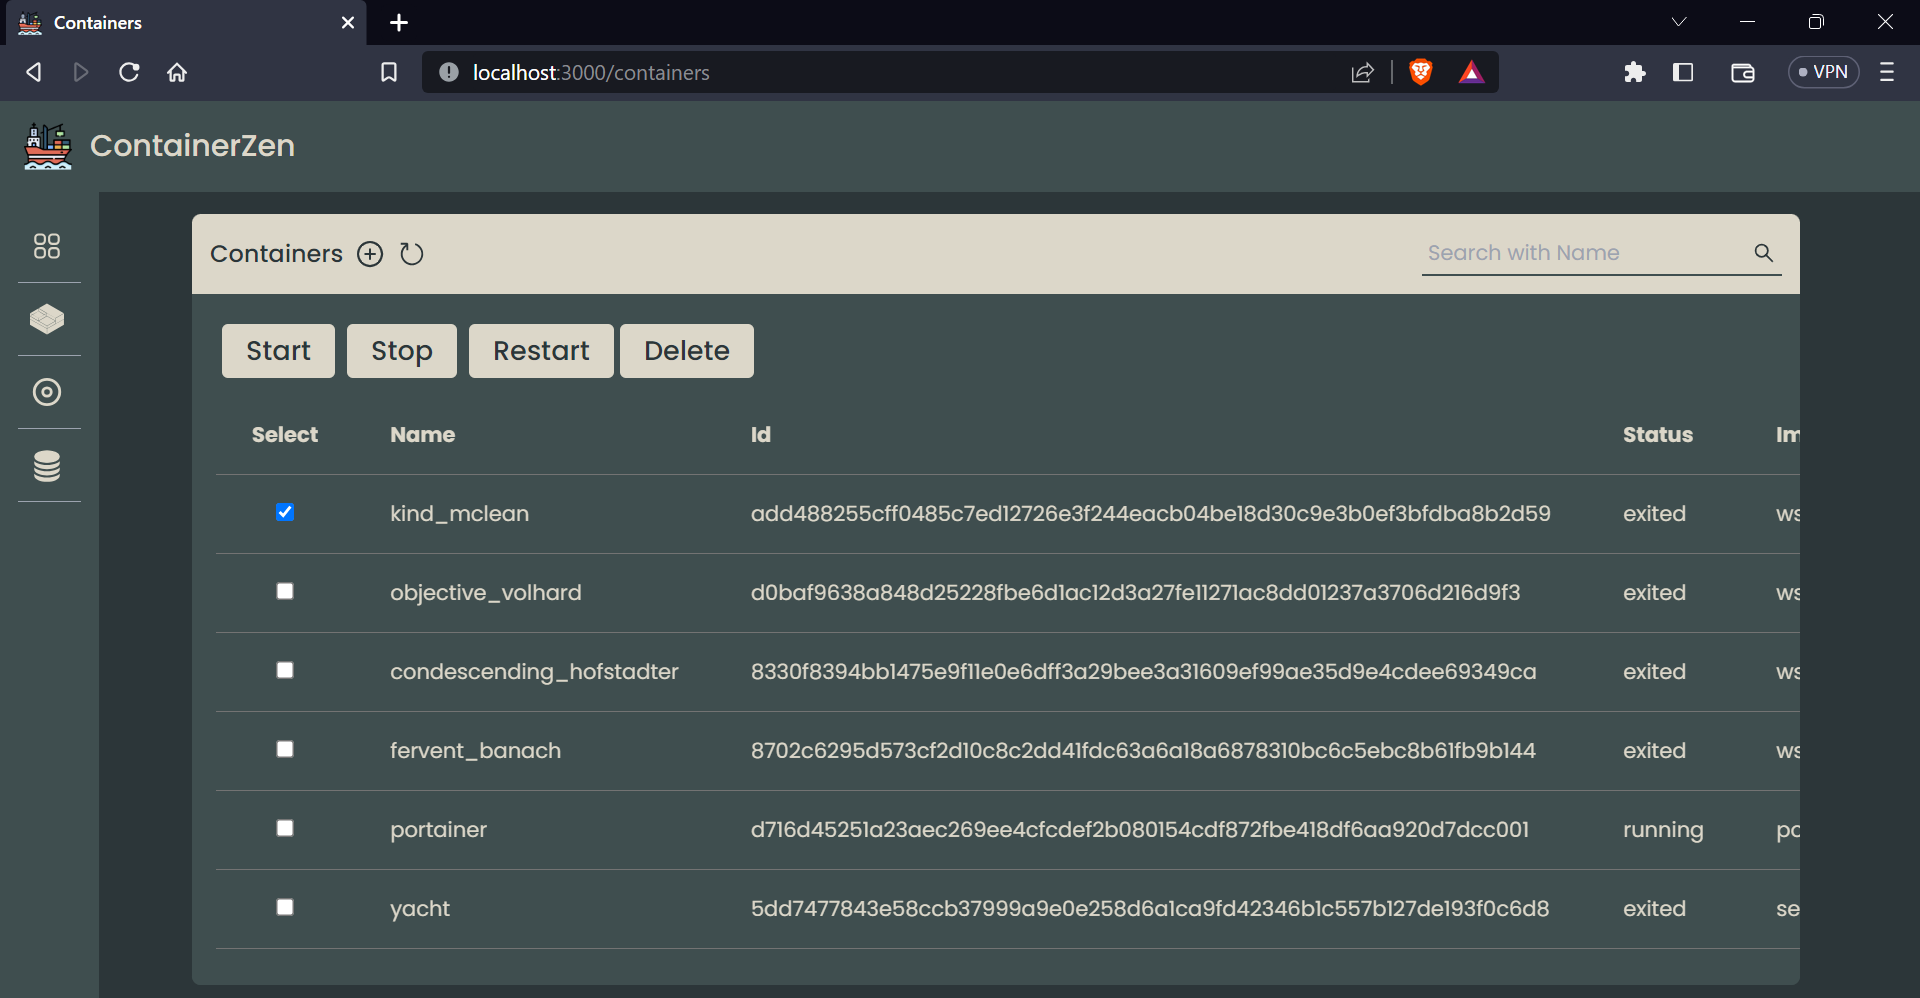 Containers
localhost:3000/containers
VPN
ContainerZen
Containers
Search with Name
Start Stop Restart Delete
Select Name Id Status Im
kind_mclean add488255cff0485c7ed12726e3f244eacb04be18d30c9e3b0ef3bfdba8b2d59 exited ws
objective_volhard d0baf9638a848d25228fbe6d1ac12d3a27fe11271ac8dd01237a3706d216d9f3 exited ws
condescending_hofstadter 8330f8394bb1475e9f11e0e6dff3a29bee3a31609ef99ae35d9e4cdee69349ca exited ws
fervent_banach 8702c6295d573cf2d10c8c2dd41fdc63a6a18a6878310bc6c5ebc8b61fb9b144 exited ws
portainer d716d45251a23aec269ee4cfcdef2b080154cdf872fbe418df6aa920d7dcc001 running po
yacht 5dd7477843e58ccb37999a9e0e258d6a1ca9fd42346b1c557b127de193f0c6d8 exited se